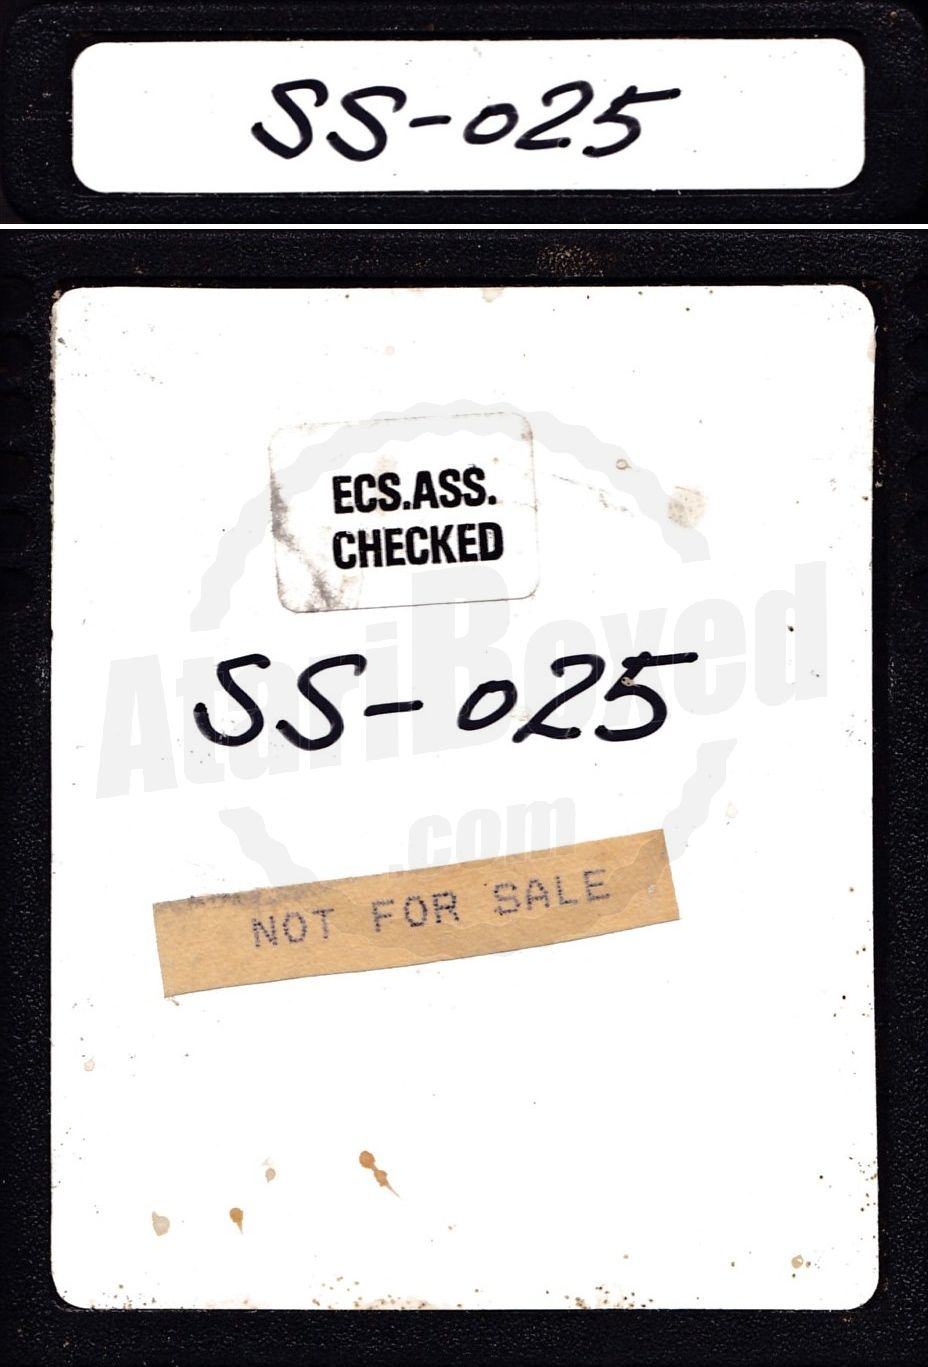 SS-025
ECS.ASS.
CHECKED
SS-025
AtariBoxed
.com
NOT FOR SALE